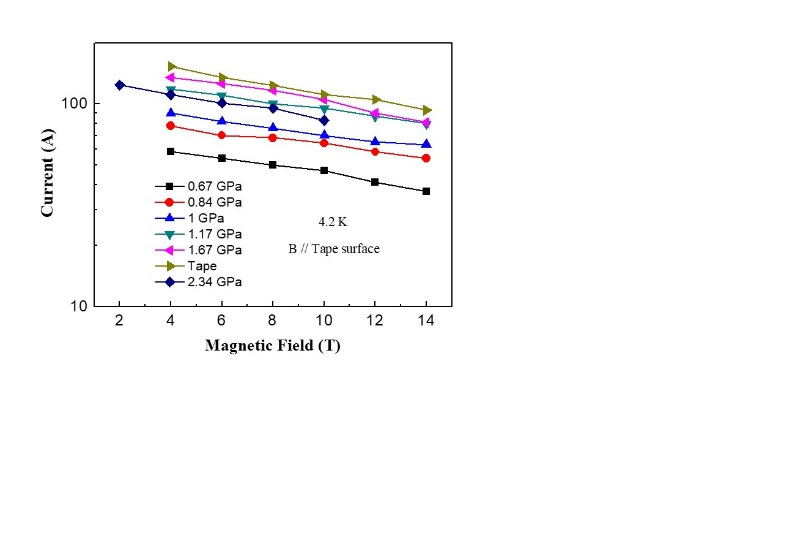 100
10
Current (A)
0.67 GPa
0.84 GPa
1 GPa
1.17 GPa
1.67 GPa
Tape
2.34 GPa
4.2 K
B // Tape surface
2 4 6 8 10 12 14
Magnetic Field (T)